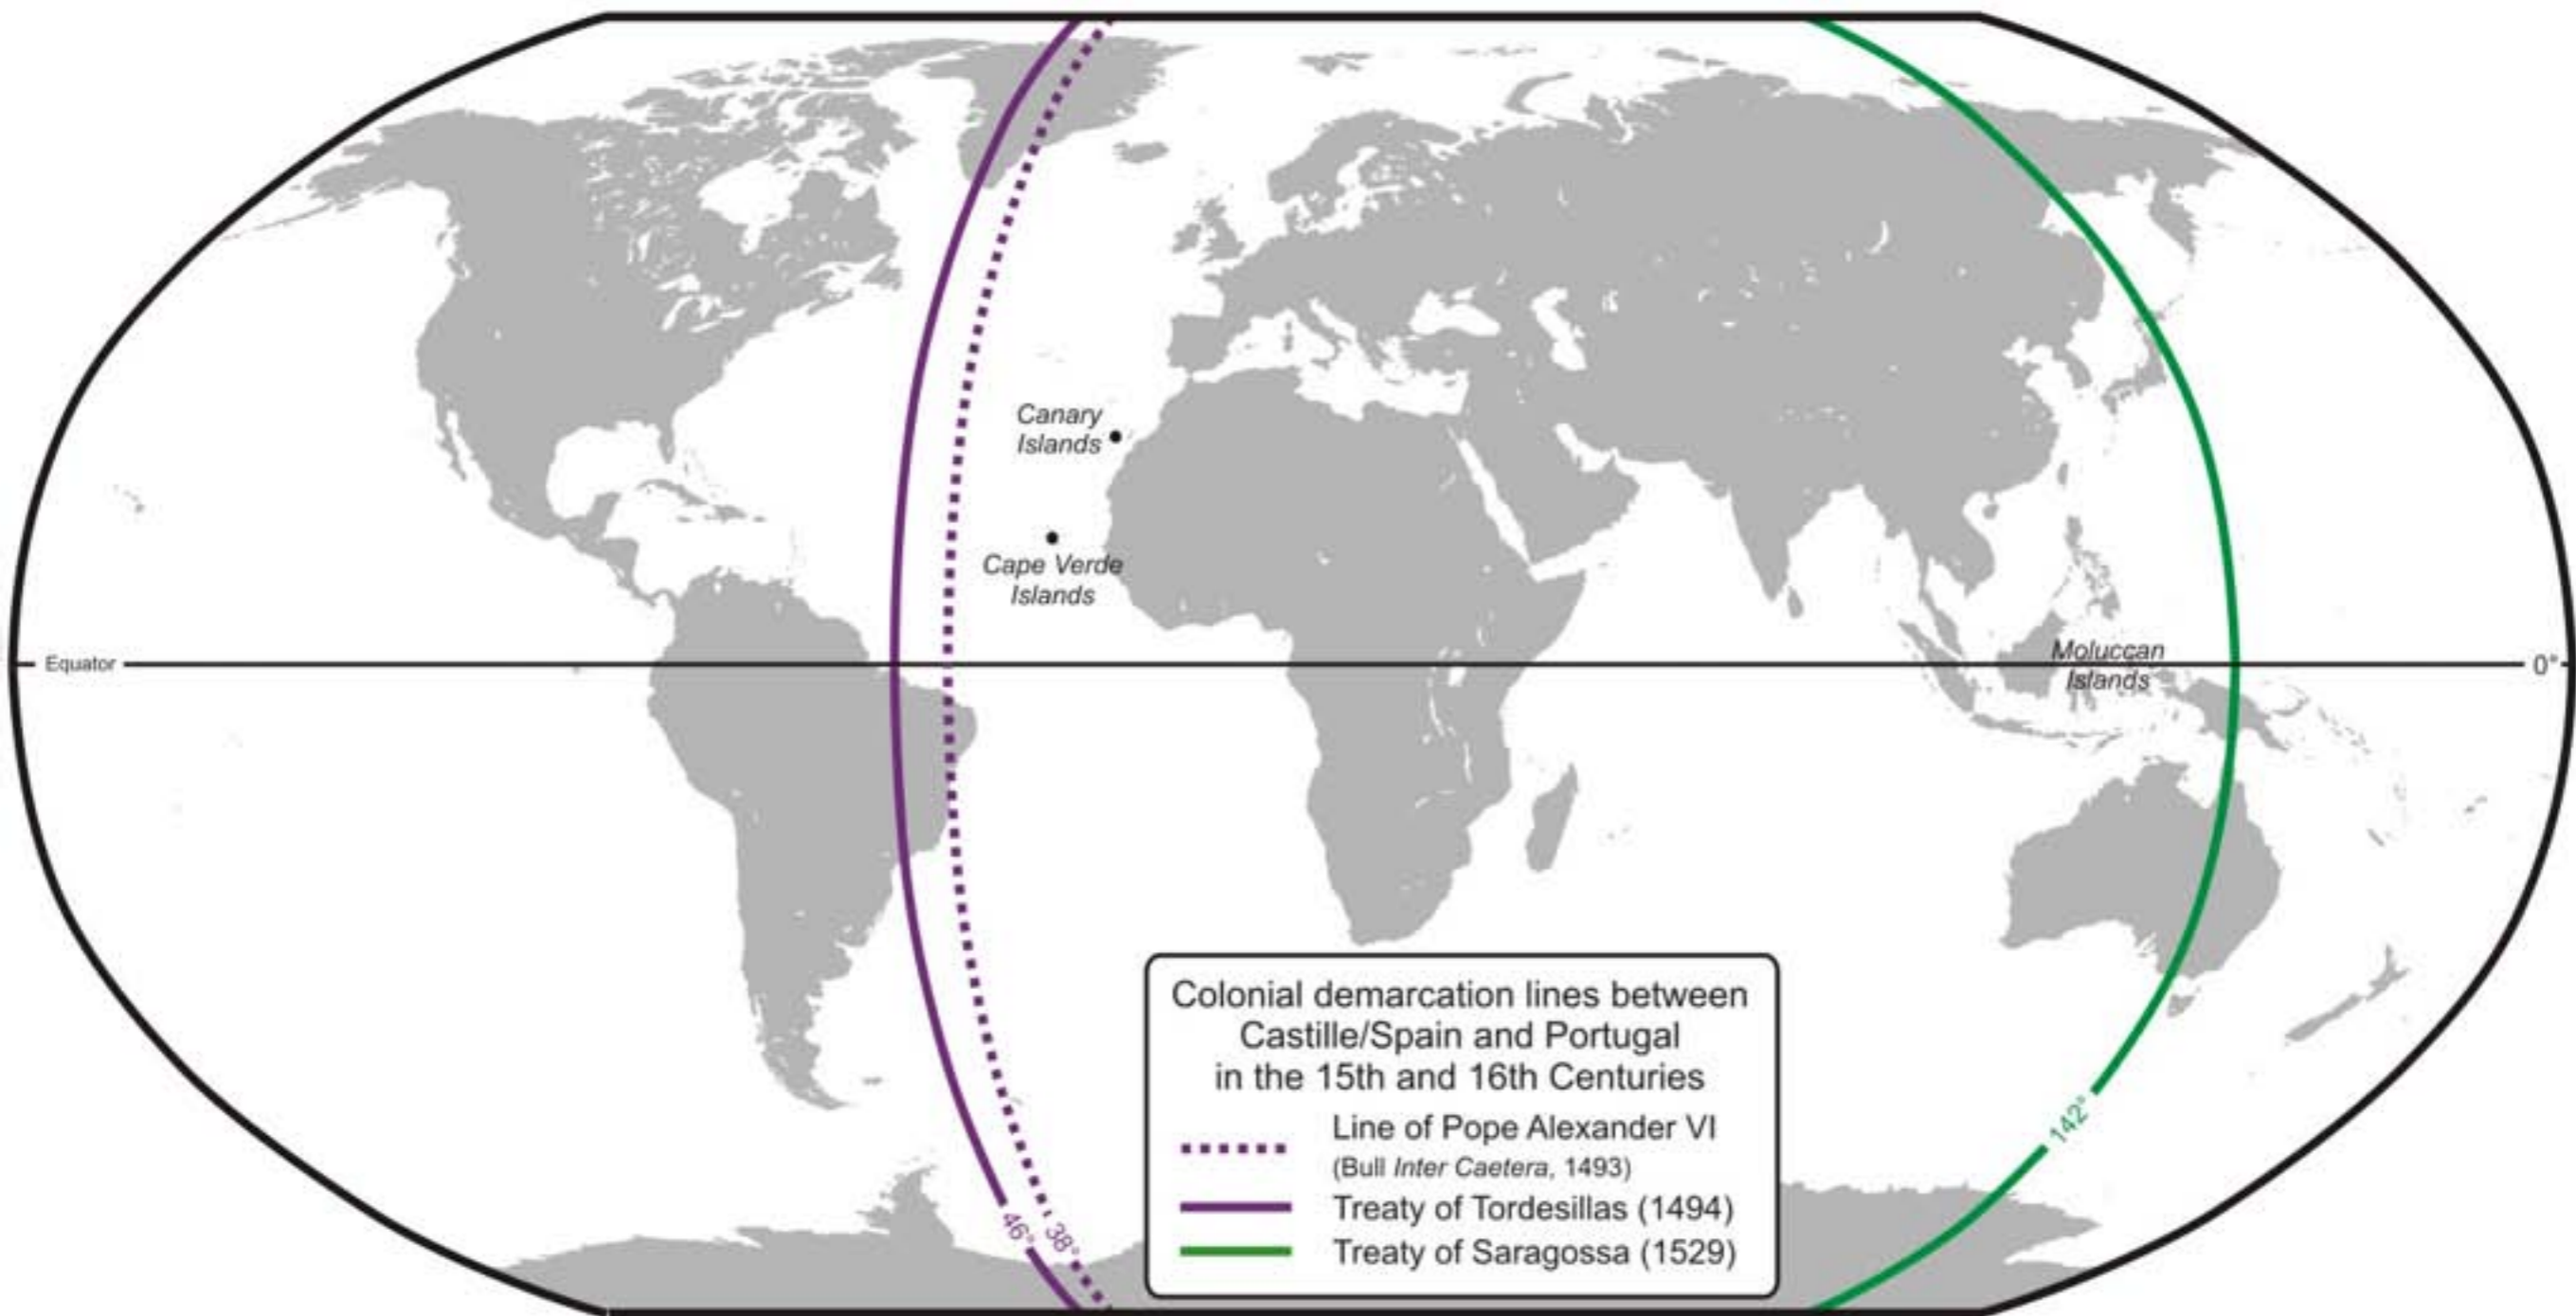 Canary
Islands
Cape Verde
Islands
Equator
Moluccan
Islands
0°
Colonial demarcation lines between
Castille/Spain and Portugal
in the 15th and 16th Centuries
Line of Pope Alexander VI
(Bull Inter Caetera, 1493)
Treaty of Tordesillas (1494)
Treaty of Saragossa (1529)
46°
38°
142°